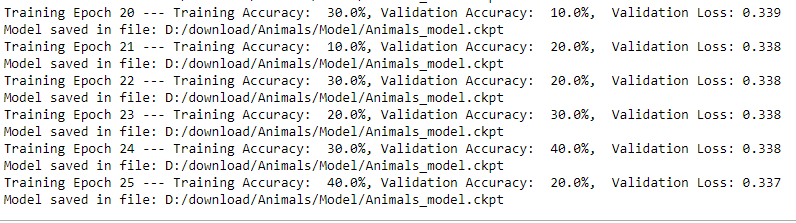 Training Epoch 20 --- Training Accuracy:  30.0%, Validation Accuracy:  10.0%,  Validation Loss: 0.339
Model saved in file: D:/download/Animals/Model/Animals_model.ckpt
Training Epoch 21 --- Training Accuracy:  10.0%, Validation Accuracy:  20.0%,  Validation Loss: 0.338
Model saved in file: D:/download/Animals/Model/Animals_model.ckpt
Training Epoch 22 --- Training Accuracy:  30.0%, Validation Accuracy:  20.0%,  Validation Loss: 0.338
Model saved in file: D:/download/Animals/Model/Animals_model.ckpt
Training Epoch 23 --- Training Accuracy:  20.0%, Validation Accuracy:  30.0%,  Validation Loss: 0.338
Model saved in file: D:/download/Animals/Model/Animals_model.ckpt
Training Epoch 24 --- Training Accuracy:  30.0%, Validation Accuracy:  40.0%,  Validation Loss: 0.338
Model saved in file: D:/download/Animals/Model/Animals_model.ckpt
Training Epoch 25 --- Training Accuracy:  40.0%, Validation Accuracy:  20.0%,  Validation Loss: 0.337
Model saved in file: D:/download/Animals/Model/Animals_model.ckpt